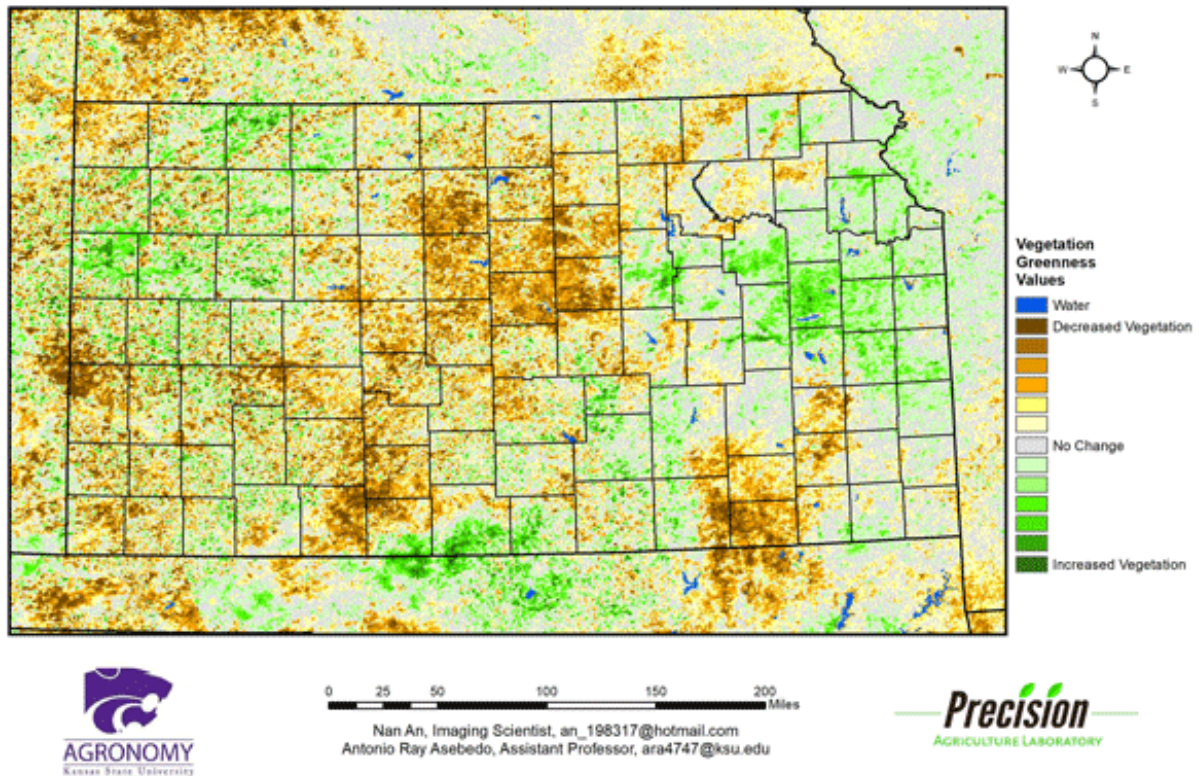 N
W E
S
Vegetation
Greenness
Values
Water
Decreased Vegetation
No Change
Increased Vegetation
0 25 50 100 150 200
Miles
Nan An, Imaging Scientist, an_198317@hotmail.com
Antonio Ray Asebedo, Assistant Professor, ara4747@ksu.edu
AGRONOMY
Kansas State University
Precision
AGRICULTURE LABORATORY